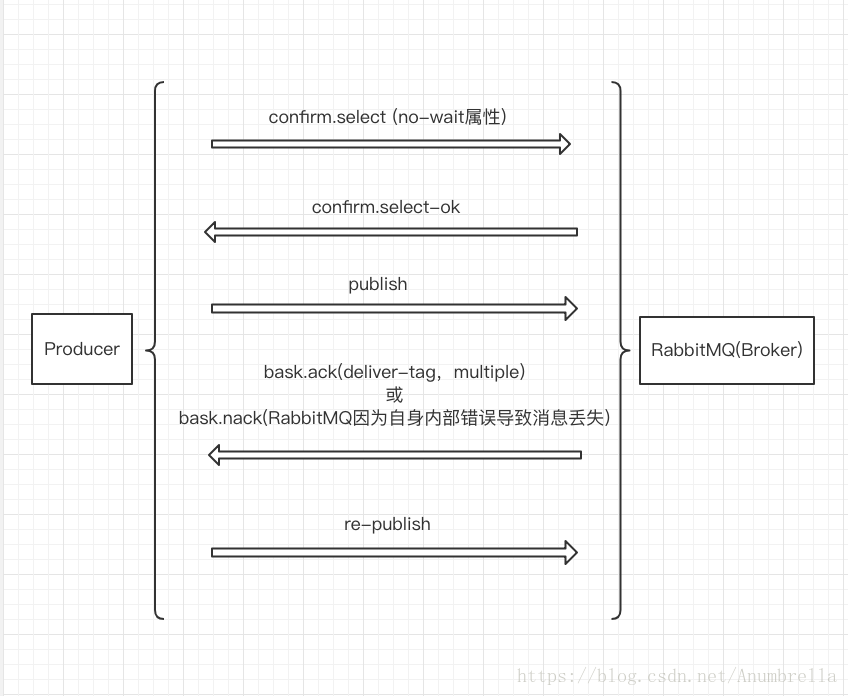 confirm.select (no-wait属性)
confirm.select-ok
publish
Producer
RabbitMQ(Broker)
bask.ack(deliver-tag，multiple)
或
bask.nack(RabbitMQ因为自身内部错误导致消息丢失)
re-publish
https://blog.csdn.net/Anumbrella